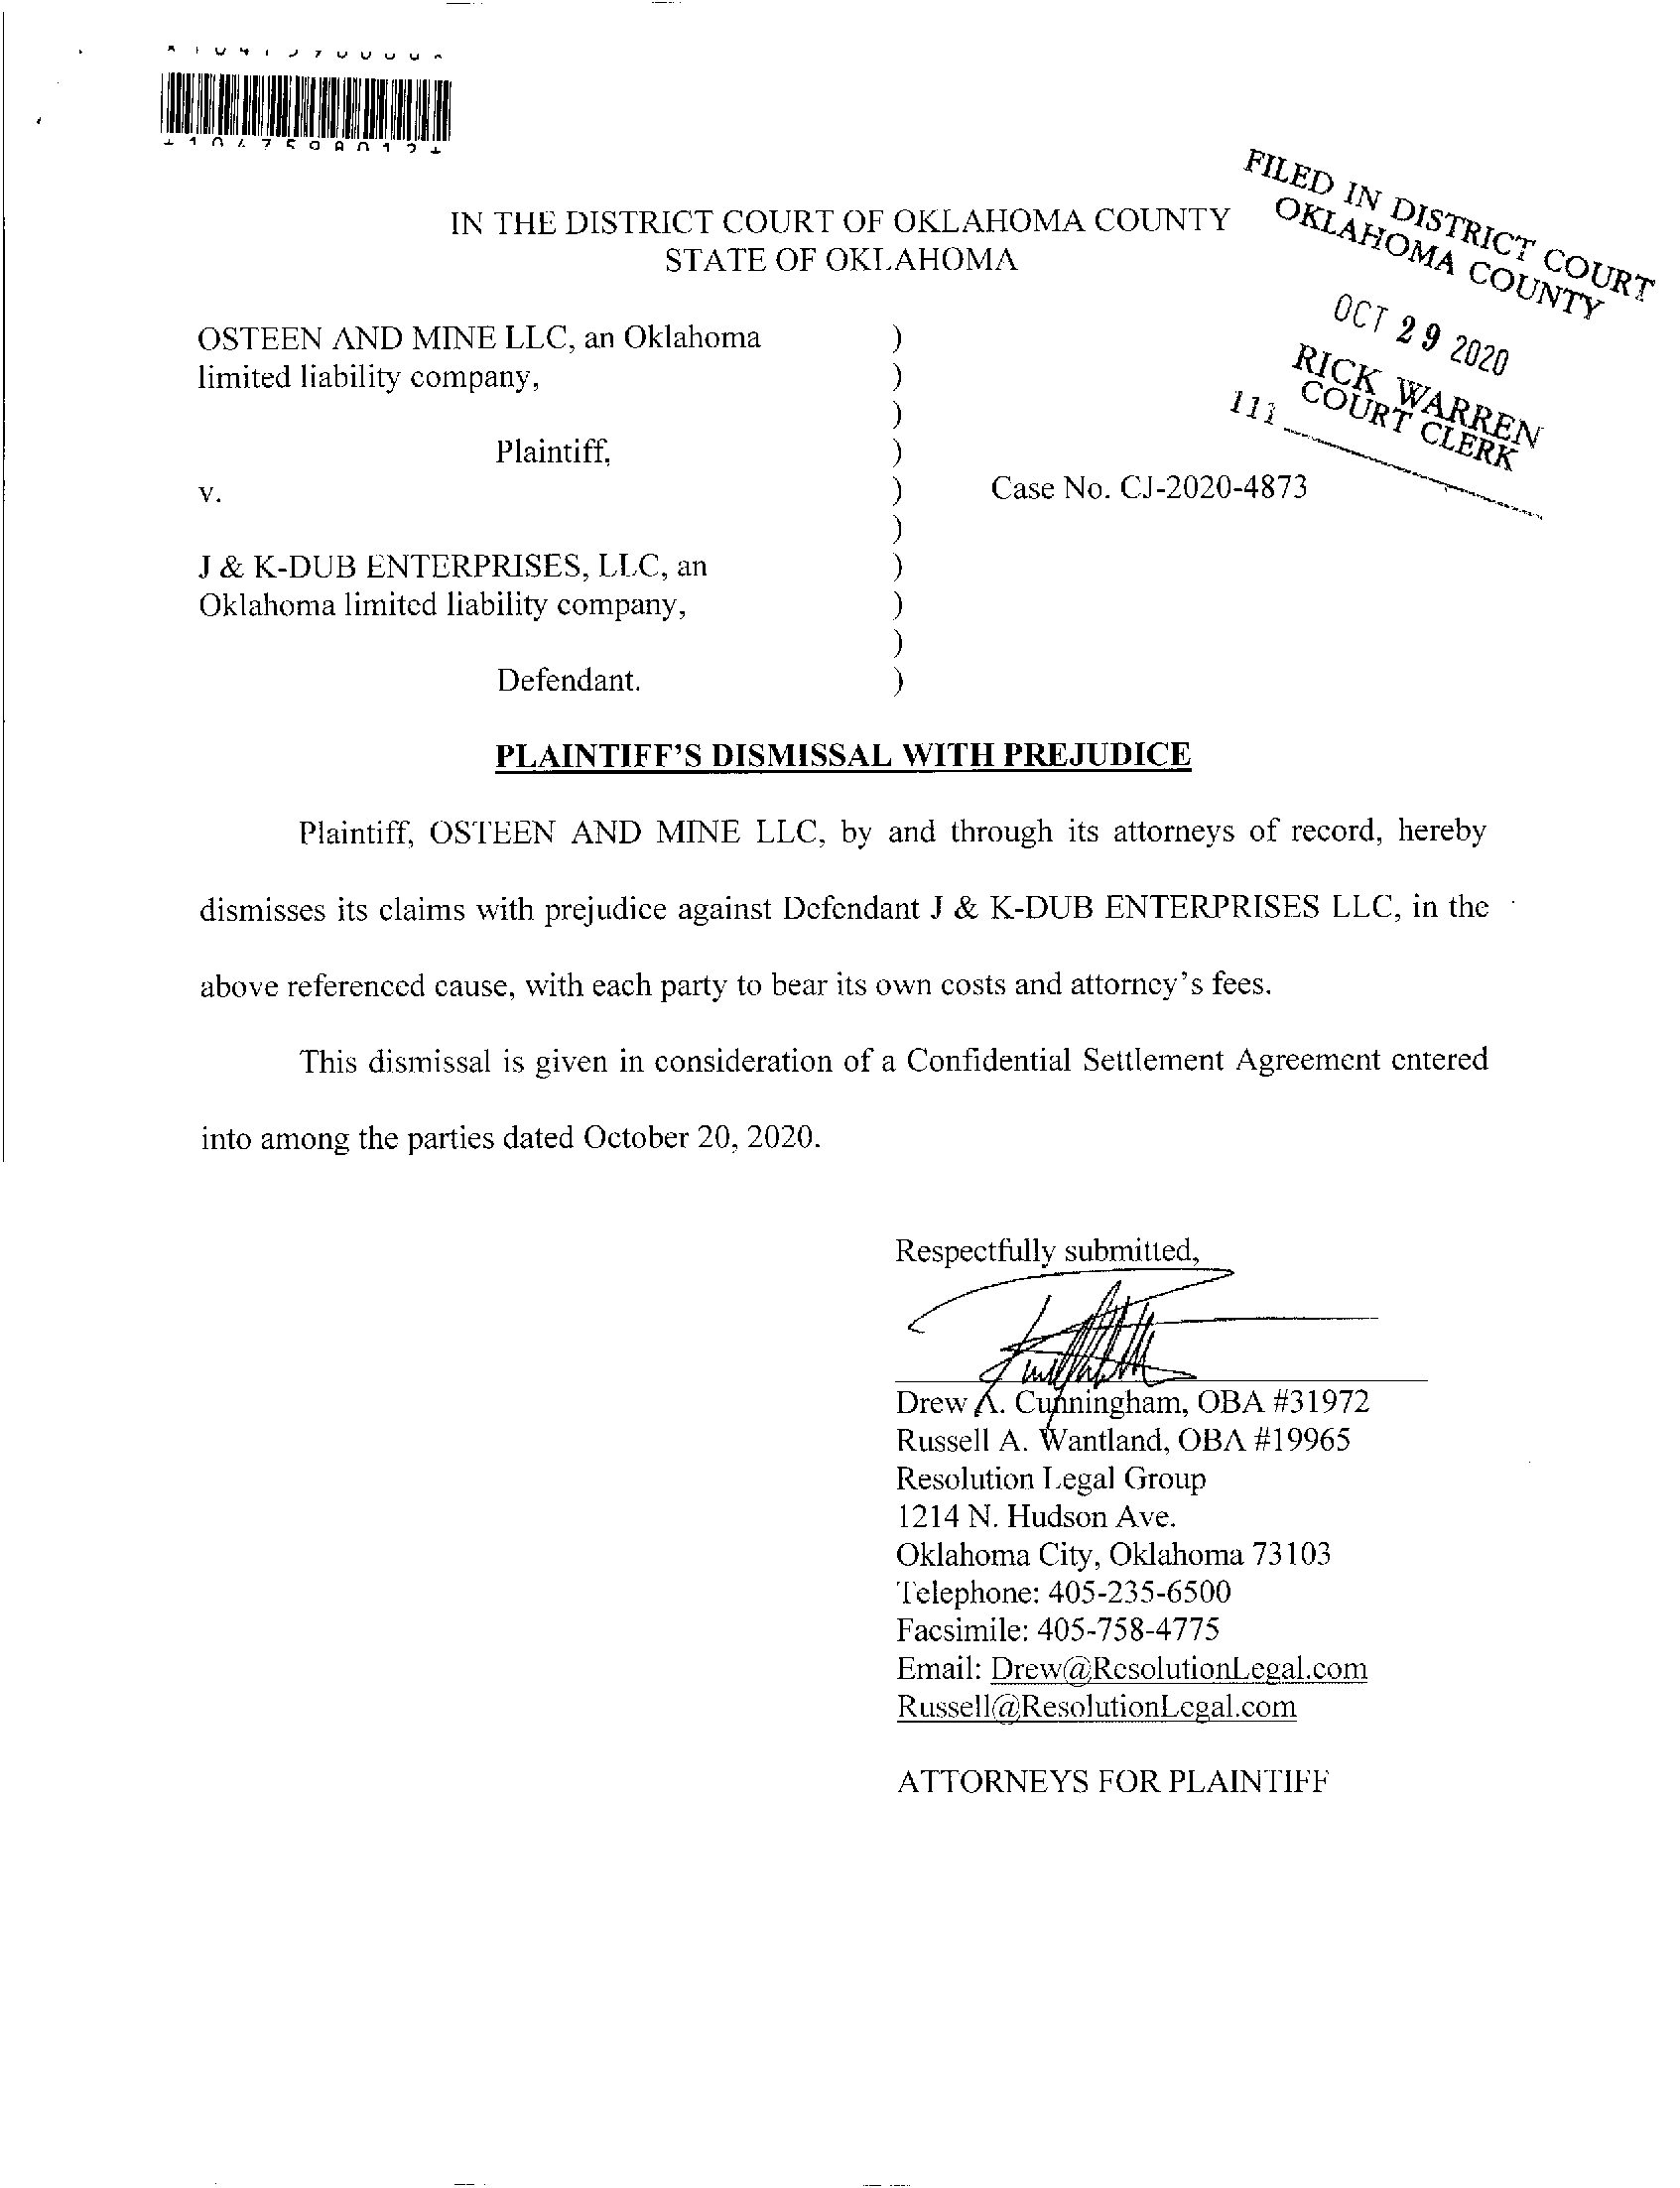 *1047598012*
IN THE DISTRICT COURT OF OKLAHOMA COUNTY
STATE OF OKLAHOMA
FILED IN DISTRICT COURT
OKLAHOMA COUNTY
OCT 29 2020
RICK WARREN
COURT CLERK
111
OSTEEN AND MINE LLC, an Oklahoma )
limited liability company, )
)
Plaintiff, )
v. ) Case No. CJ-2020-4873
)
J & K-DUB ENTERPRISES, LLC, an )
Oklahoma limited liability company, )
)
Defendant. )
PLAINTIFF'S DISMISSAL WITH PREJUDICE
Plaintiff, OSTEEN AND MINE LLC, by and through its attorneys of record, hereby
dismisses its claims with prejudice against Defendant J & K-DUB ENTERPRISES LLC, in the
above referenced cause, with each party to bear its own costs and attorney's fees.
This dismissal is given in consideration of a Confidential Settlement Agreement entered
into among the parties dated October 20, 2020.
Respectfully submitted,
Drew A. Cunningham, OBA #31972
Russell A. Wantland, OBA #19965
Resolution Legal Group
1214 N. Hudson Ave.
Oklahoma City, Oklahoma 73103
Telephone: 405-235-6500
Facsimile: 405-758-4775
Email: Drew@ResolutionLegal.com
Russell@ResolutionLegal.com
ATTORNEYS FOR PLAINTIFF